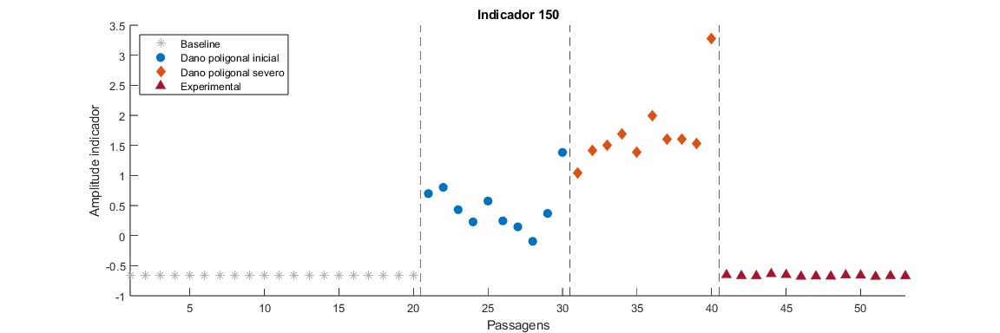 Indicador 150
3.5
3
2.5
2
1.5
1
0.5
0
-0.5
-1
Amplitude indicador
Baseline
Dano poligonal inicial
Dano poligonal severo
Experimental
5 10 15 20 25 30 35 40 45 50
Passagens